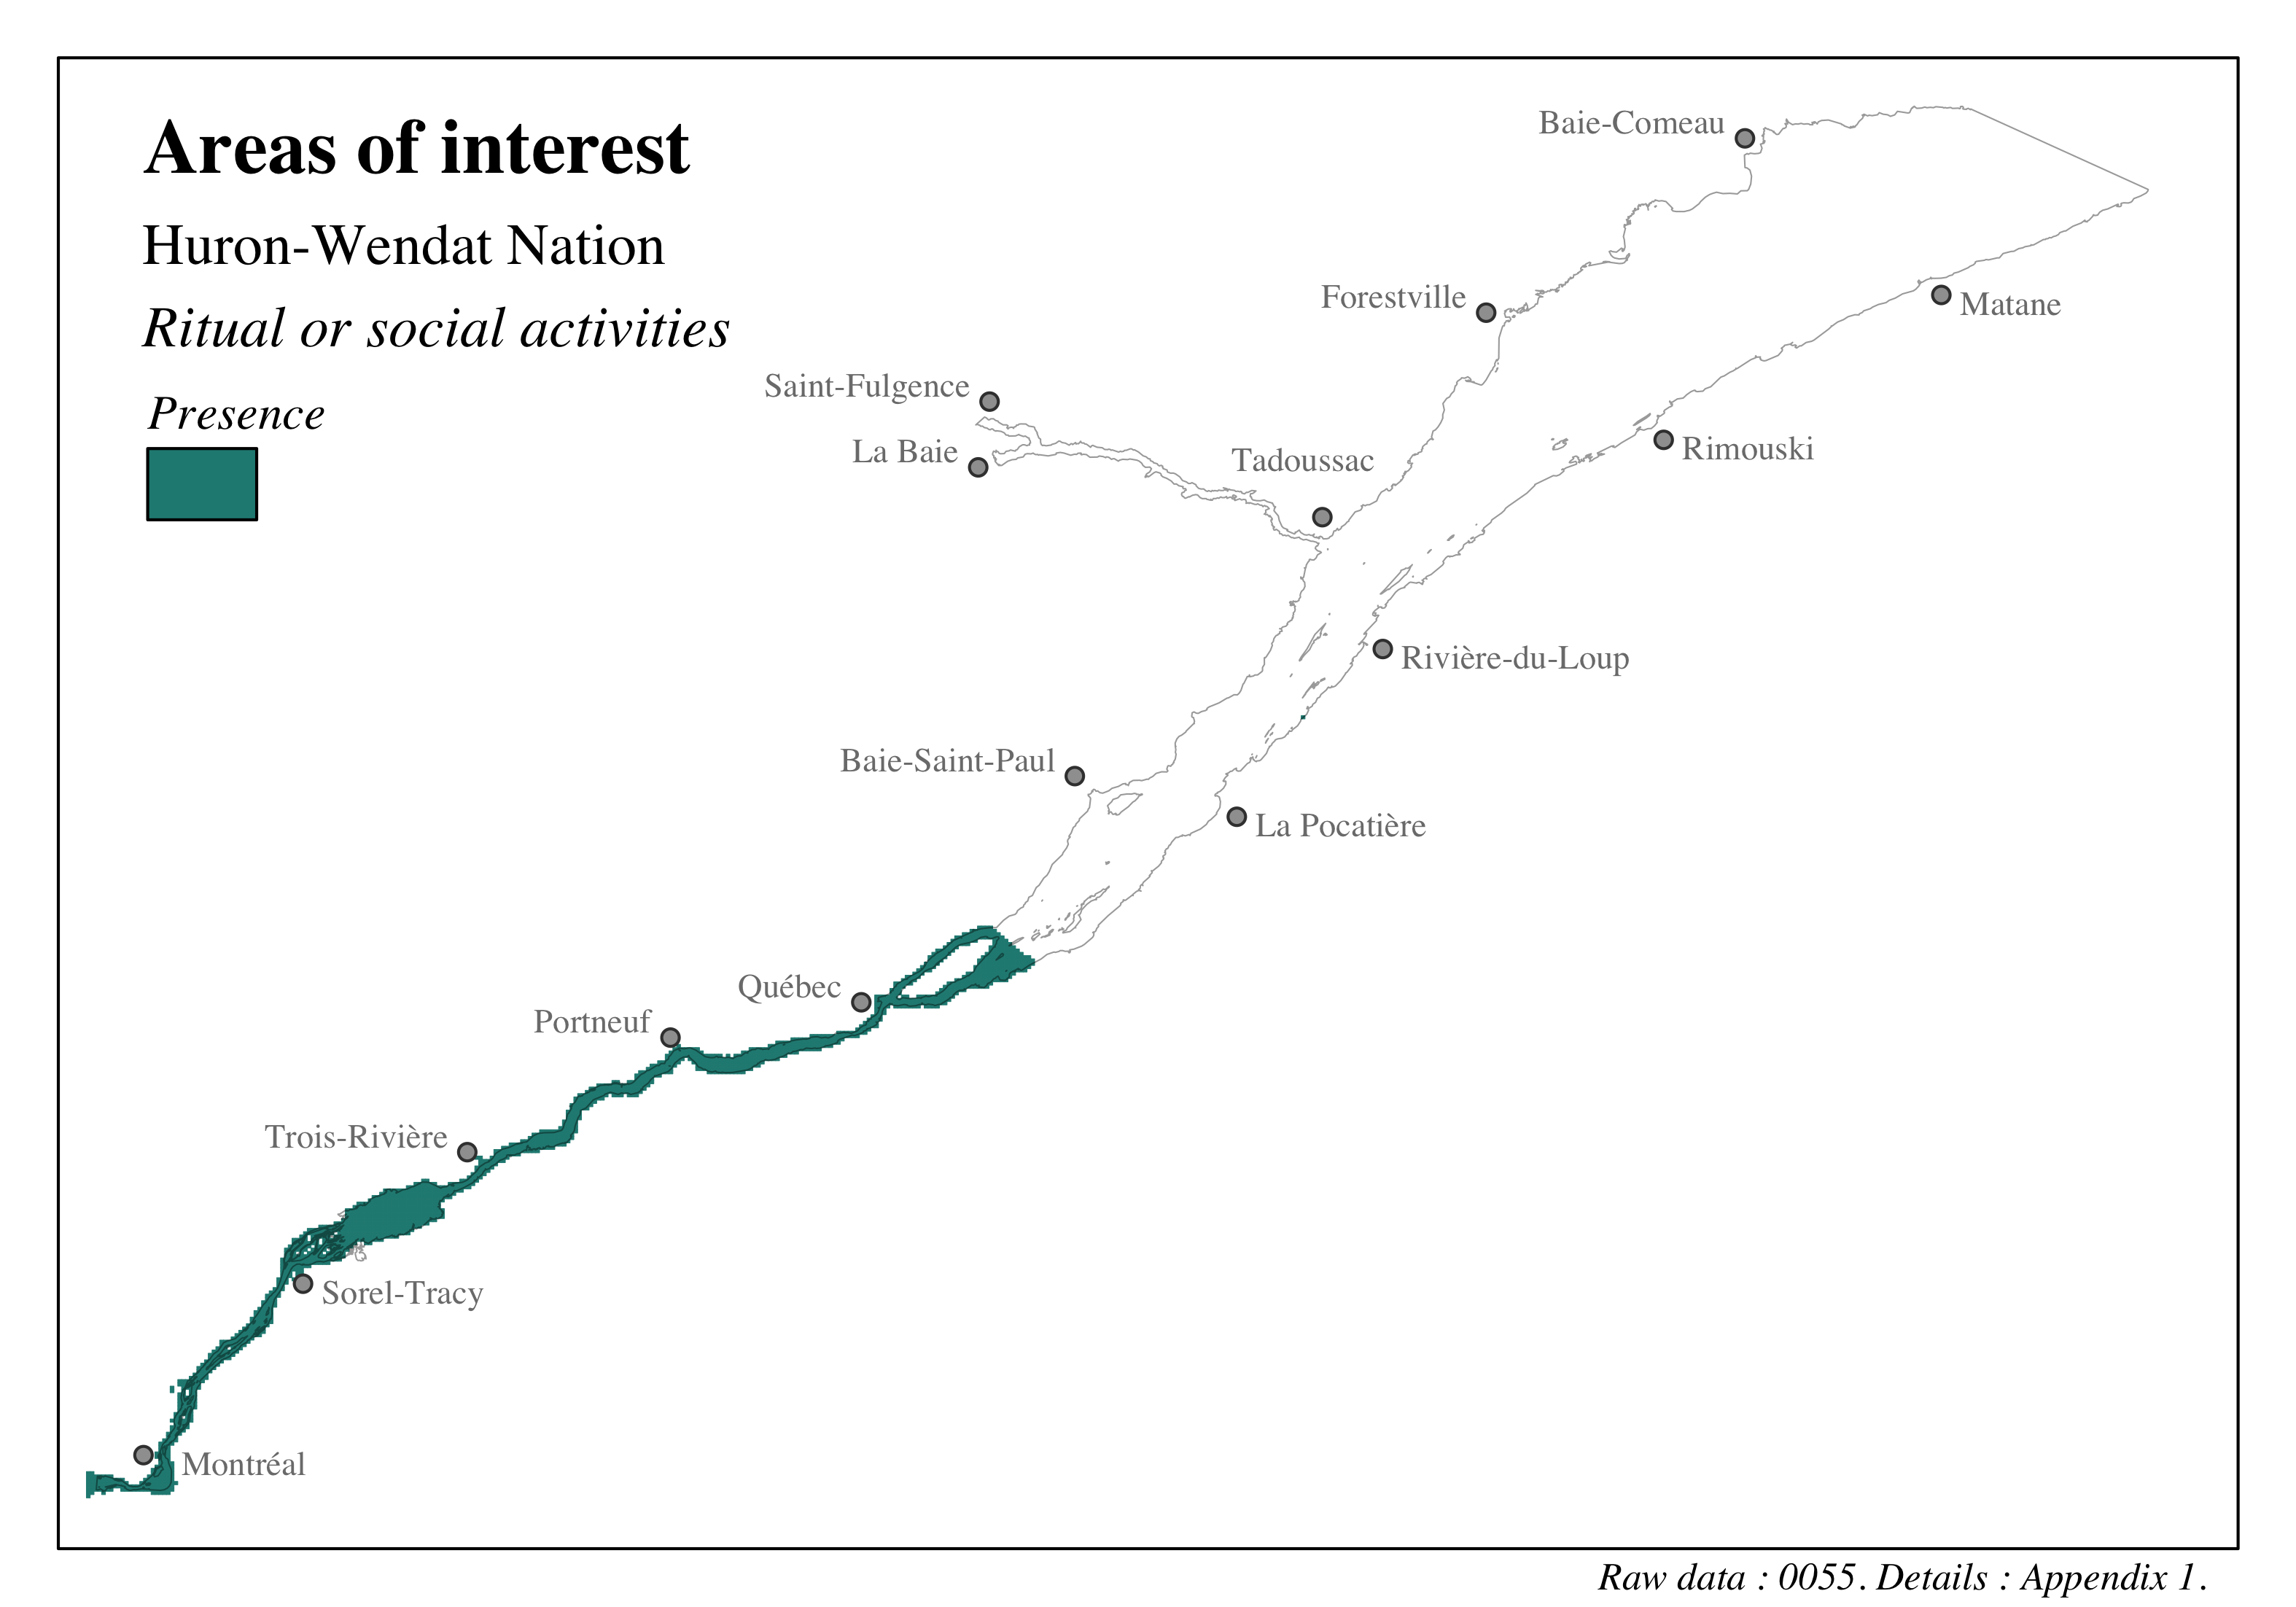 Areas of interest
Huron-Wendat Nation
Ritual or social activities
Presence
Baie-Comeau
Forestville
Matane
Saint-Fulgence
La Baie
Tadoussac
Rimouski
Rivière-du-Loup
Baie-Saint-Paul
La Pocatière
Québec
Portneuf
Trois-Rivière
Sorel-Tracy
Montréal
Raw data : 0055. Details : Appendix 1.